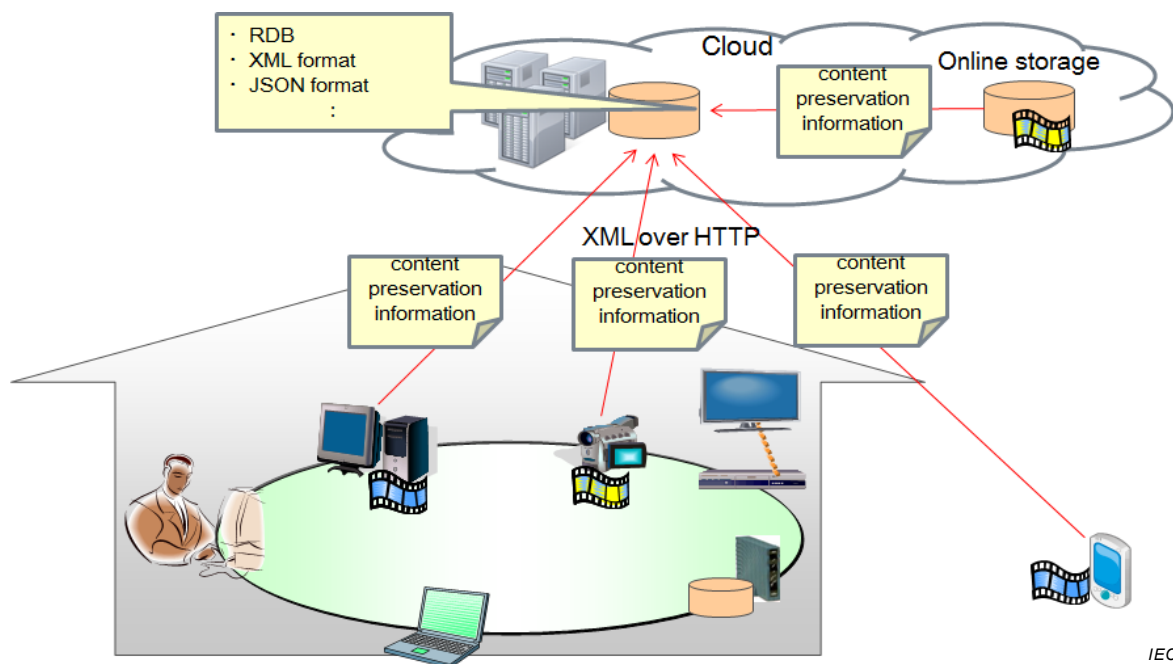 · RDB
· XML format
· JSON format
:
Cloud
Online storage
content
preservation
information
XML over HTTP
content
preservation
information
content
preservation
information
content
preservation
information
IEC